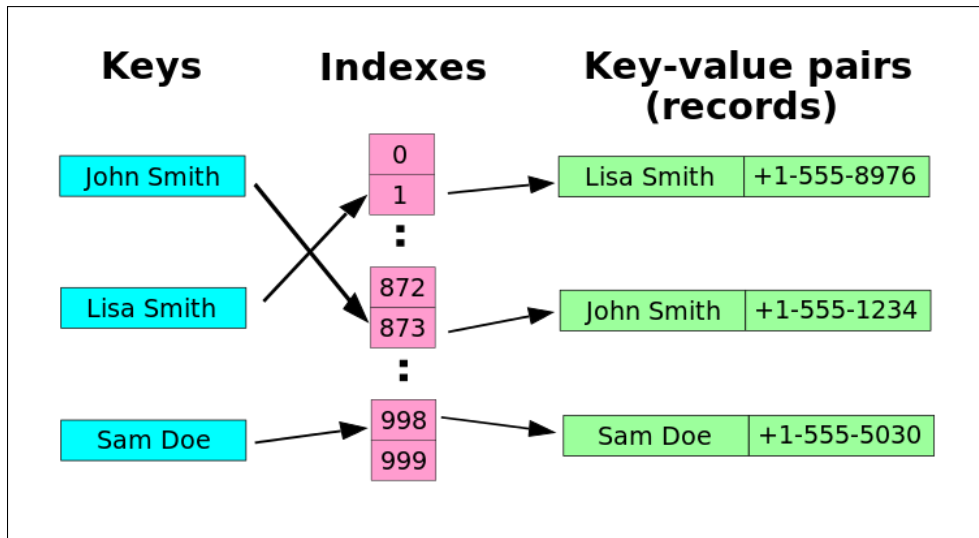 Keys
Indexes
Key-value pairs
(records)
John Smith
Lisa Smith
Sam Doe
0
1
:
872
873
:
998
999
Lisa Smith +1-555-8976
John Smith +1-555-1234
Sam Doe +1-555-5030